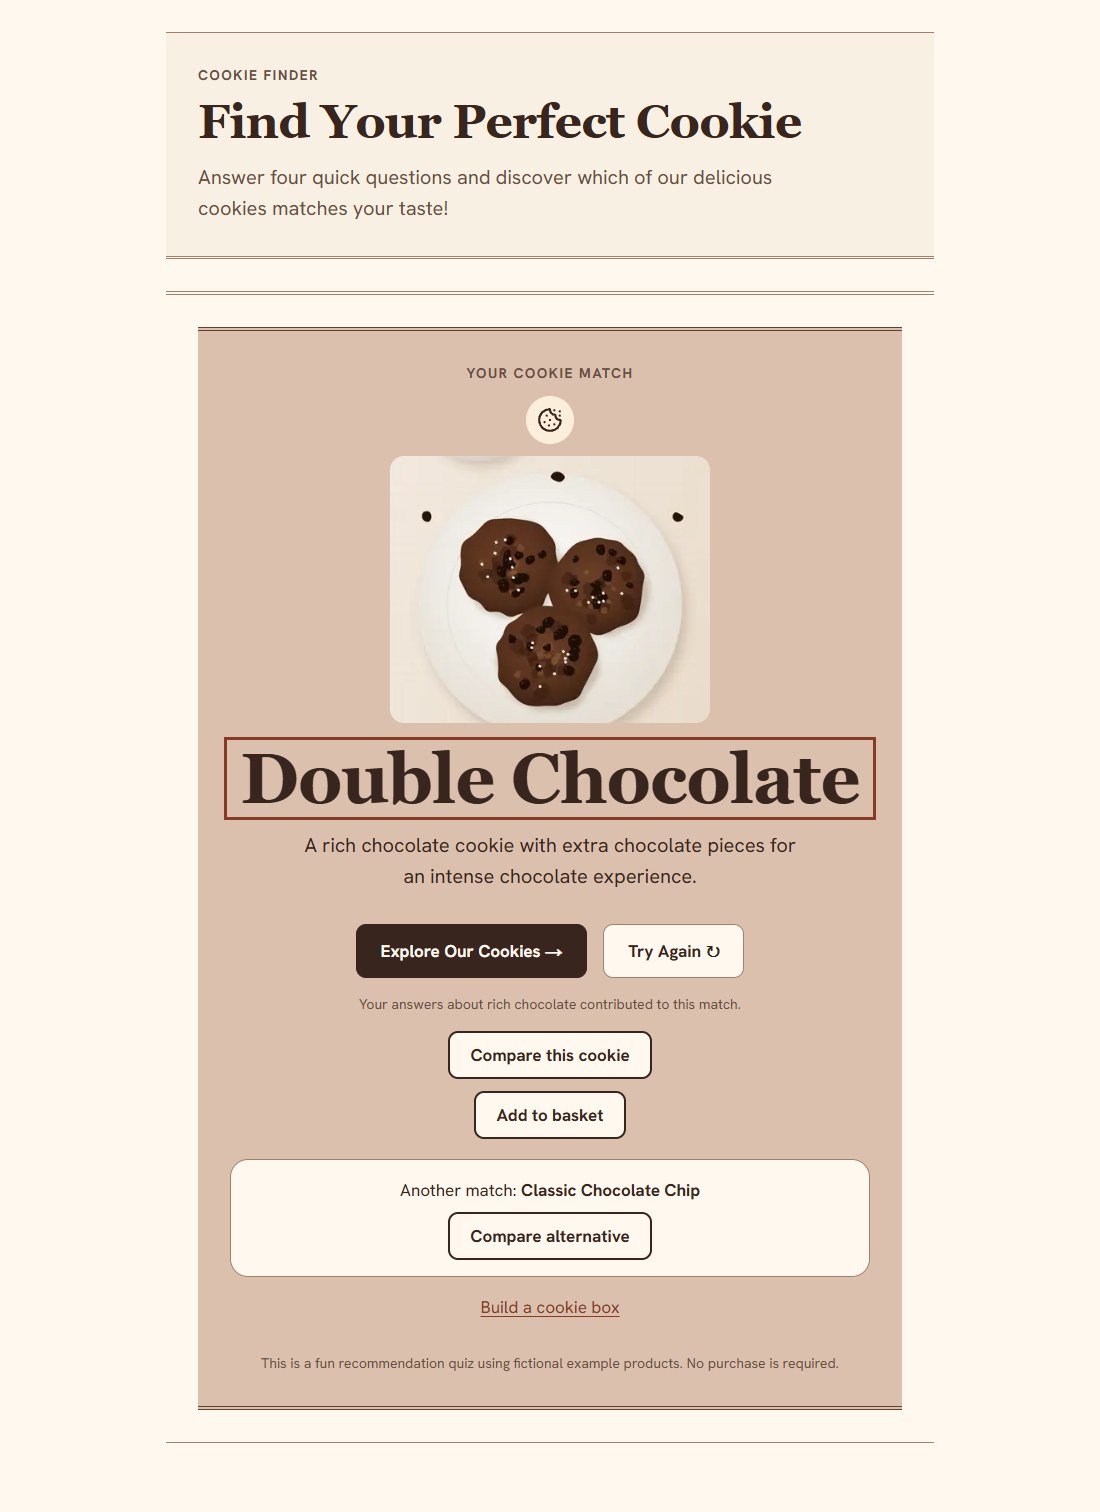 COOKIE FINDER
Find Your Perfect Cookie
Answer four quick questions and discover which of our delicious
cookies matches your taste!
YOUR COOKIE MATCH
Double Chocolate
A rich chocolate cookie with extra chocolate pieces for
an intense chocolate experience.
Explore Our Cookies →
Try Again ↻
Your answers about rich chocolate contributed to this match.
Compare this cookie
Add to basket
Another match: Classic Chocolate Chip
Compare alternative
Build a cookie box
This is a fun recommendation quiz using fictional example products. No purchase is required.